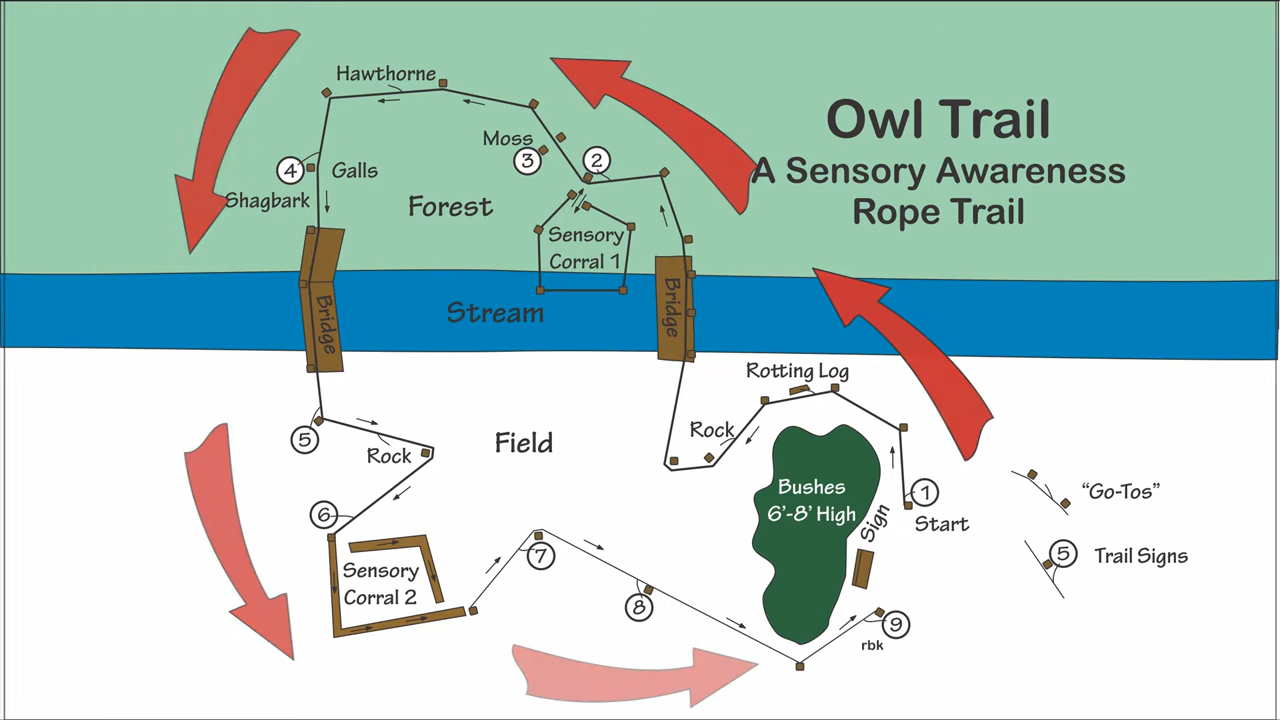 Owl Trail
A Sensory Awareness
Rope Trail
Hawthorne
Moss
3
2
4
Galls
Shagbark
Forest
Sensory
Corral 1
Bridge
Stream
Bridge
Rotting Log
Rock
5
Rock
Field
Bushes
6'-8' High
Sign
1
Start
"Go-Tos"
5
Trail Signs
6
Sensory
Corral 2
7
8
9
rbk